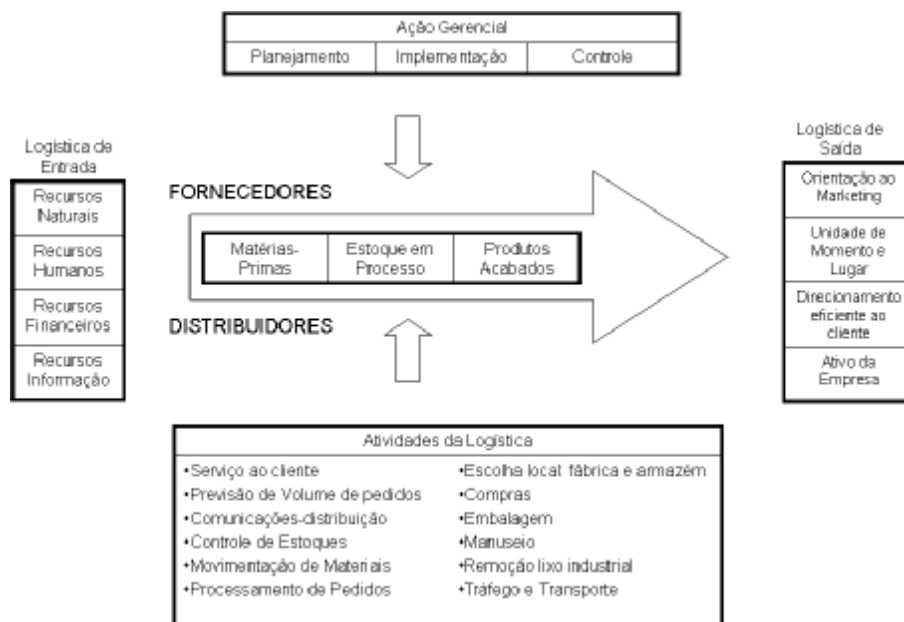 Ação Gerencial
Planejamento
Implementação
Controle
Logística de
Entrada
Recursos
Naturais
Recursos
Humanos
Recursos
Financeiros
Recursos
Informação
FORNECEDORES
Matérias-
Primas
Estoque em
Processo
Produtos
Acabados
DISTRIBUIDORES
Logística de
Saída
Orientação ao
Marketing
Unidade de
Momento e
Lugar
Direcionamento
eficiente ao
cliente
Ativo da
Empresa
Atividades da Logística
•Serviço ao cliente
•Previsão de Volume de pedidos
•Comunicações-distribuição
•Controle de Estoques
•Movimentação de Materiais
•Processamento de Pedidos
•Escolha local: fábrica e armazém
•Compras
•Embalagem
•Manuseio
•Remoção lixo industrial
•Tráfego e Transporte